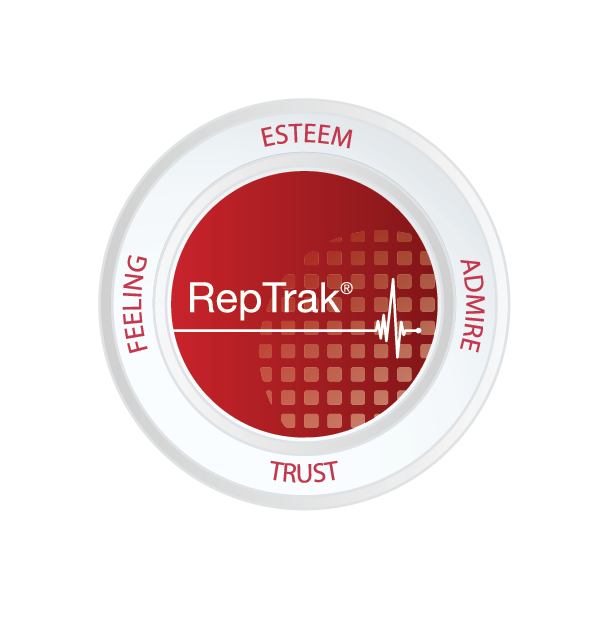 ESTEEM
FEELING
RepTrak®
ADMIRE
TRUST